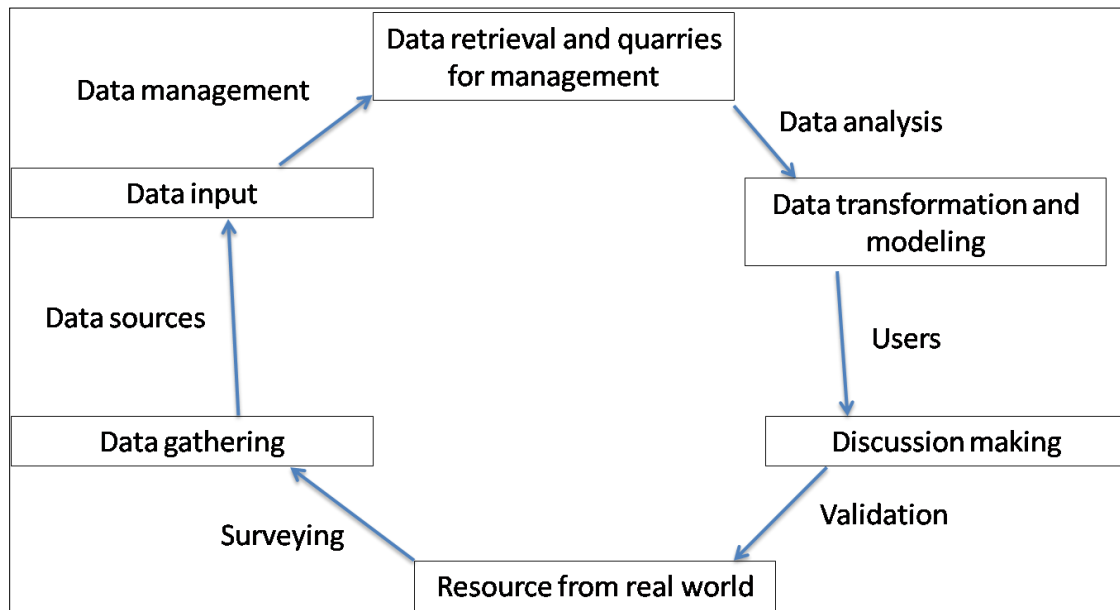 Data retrieval and quarries
for management
Data management
Data analysis
Data input
Data transformation and
modeling
Data sources
Users
Data gathering
Discussion making
Surveying
Validation
Resource from real world